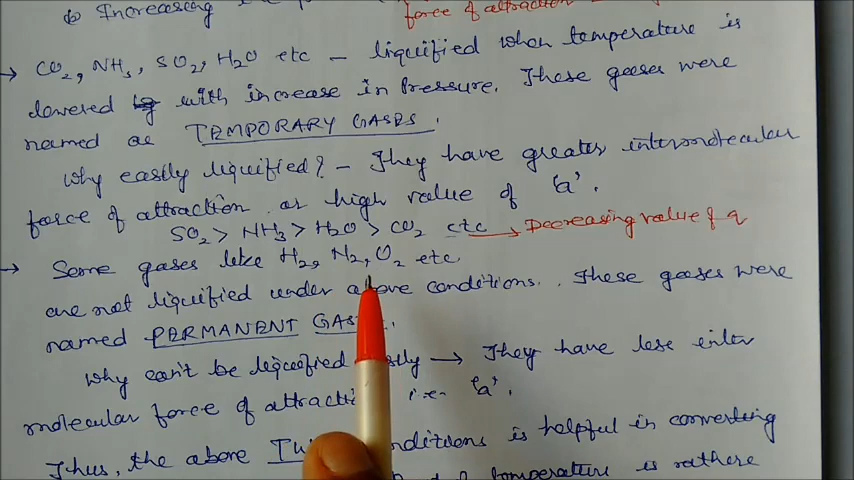 Increasing the
force of attraction
→ CO2, NH3, SO2, H2O etc – liquified when temperature is
lowered with increase in Pressure. These gases were
named as TEMPORARY GASES.
Why easily liquified? – They have greater intermolecular
force of attraction or high value of 'a'.
SO2 > NH3 > H2O > CO2 etc → Decreasing value of a
→ Some gases like H2, N2, O2 etc.
are not liquified under above conditions. These gases were
named PERMANENT
why can't be liquified → They have less inter
molecular force of i.e. 'a'.
Thus, the above conditions is helpful in converting
temperature is rather